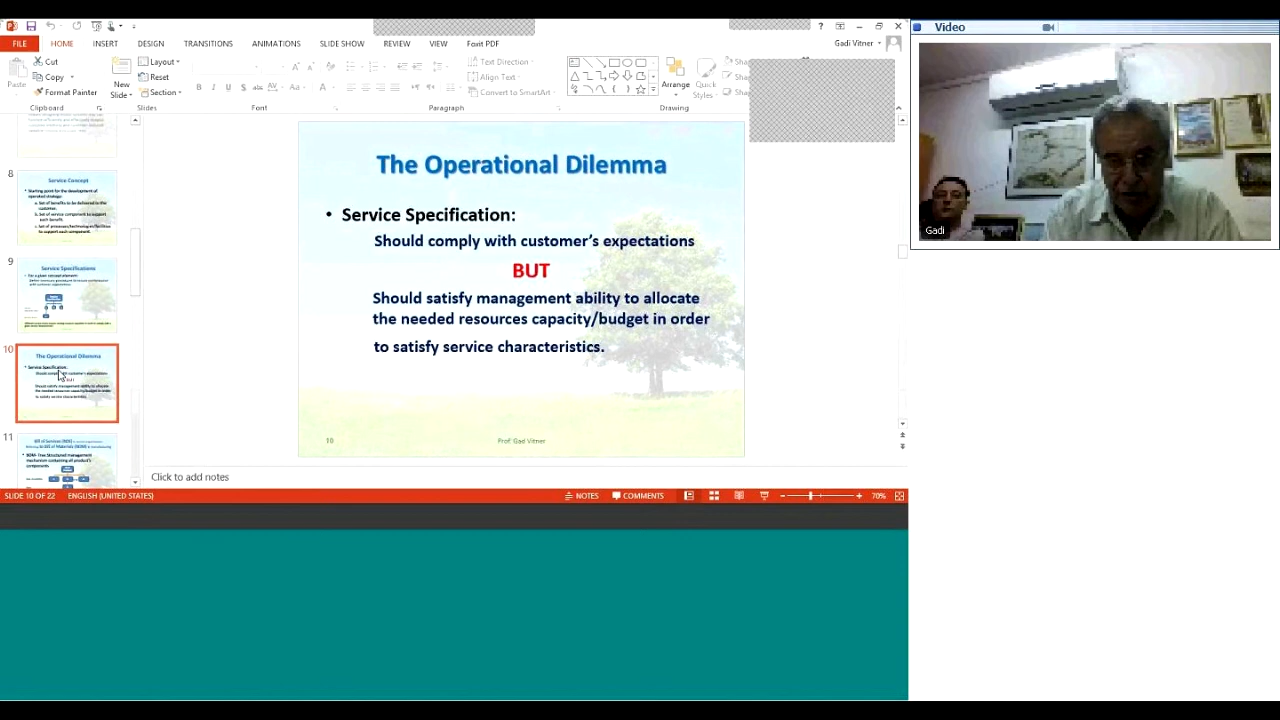 Video
?
FILE HOME INSERT DESIGN TRANSITIONS ANIMATIONS SLIDE SHOW REVIEW VIEW Foxit PDF
Gadi Vitner
Paste
Cut
Copy
Format Painter
Clipboard
New
Slide
Layout
Reset
Section
Slides
B I U S abc AV Aa A
Font
Text Direction
Align Text
Convert to SmartArt
Paragraph
Arrange
Quick
Styles
Drawing
8
Service Concept
9
Service Specifications
10
The Operational Dilemma
Service Specification:
11
The Operational Dilemma
• Service Specification:
Should comply with customer's expectations
BUT
Should satisfy management ability to allocate
the needed resources capacity/budget in order
to satisfy service characteristics.
10
Prof. Gad Vitner
Click to add notes
SLIDE 10 OF 22 ENGLISH (UNITED STATES) NOTES COMMENTS 70%
Gadi